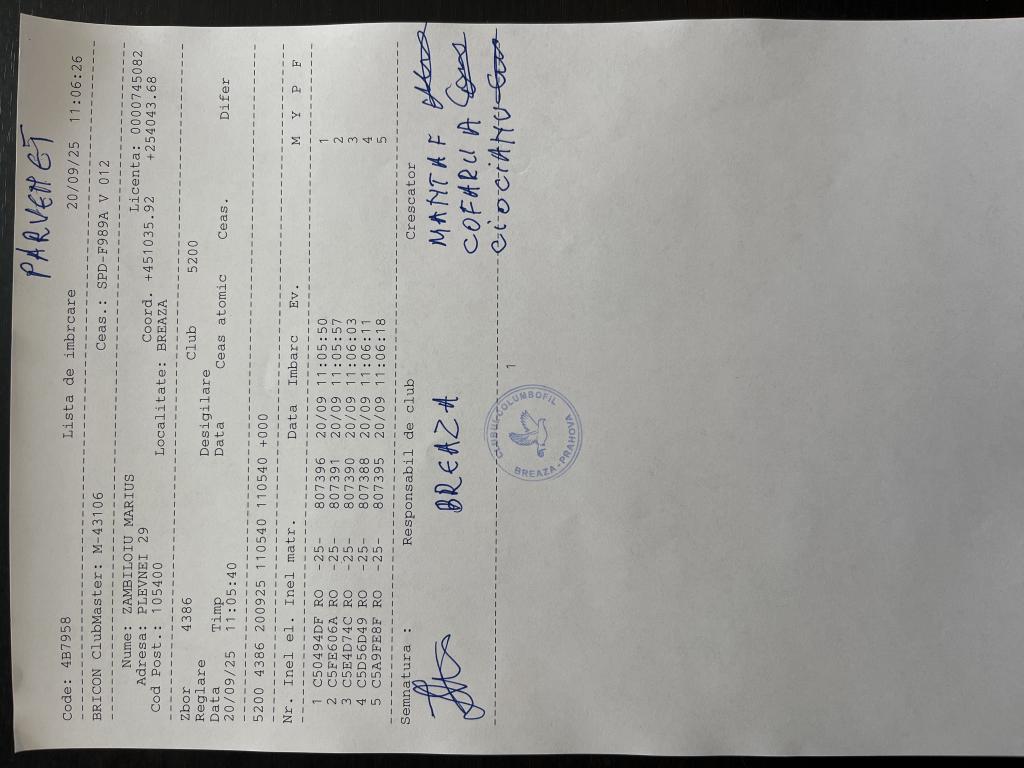 PARVENET
Code: 4B7958 Lista de imbrcare 20/09/25 11:06:26
BRICON ClubMaster: M-43106 Ceas.: SPD-F989A V 012
Nume: ZAMBILOIU MARIUS Licenta: 0000745082
Adresa: PLEVNEI 29 Coord. +451035.92 +254043.68
Cod Post.: 105400 Localitate: BREAZA
Zbor 4386 Club 5200
Reglare Desigilare
Data Timp Data Ceas atomic Ceas. Difer
20/09/25 11:05:40
5200 4386 200925 110540 110540 +000
Nr. Inel el. Inel matr. Data Imbarc Ev. M Y P F
1 C50494DF RO -25- 807396 20/09 11:05:50 1
2 C5FE606A RO -25- 807391 20/09 11:05:57 2
3 C5E4D74C RO -25- 807390 20/09 11:06:03 3
4 C5D56D49 RO -25- 807388 20/09 11:06:11 4
5 C5A9FE8F RO -25- 807395 20/09 11:06:18 5
Semnatura : Responsabil de club Crescator
BREAZA MANTA F
COFARU A
CIOCIANU
1
CLUBUL COLUMBOFIL
BREAZA-PRAHOVA